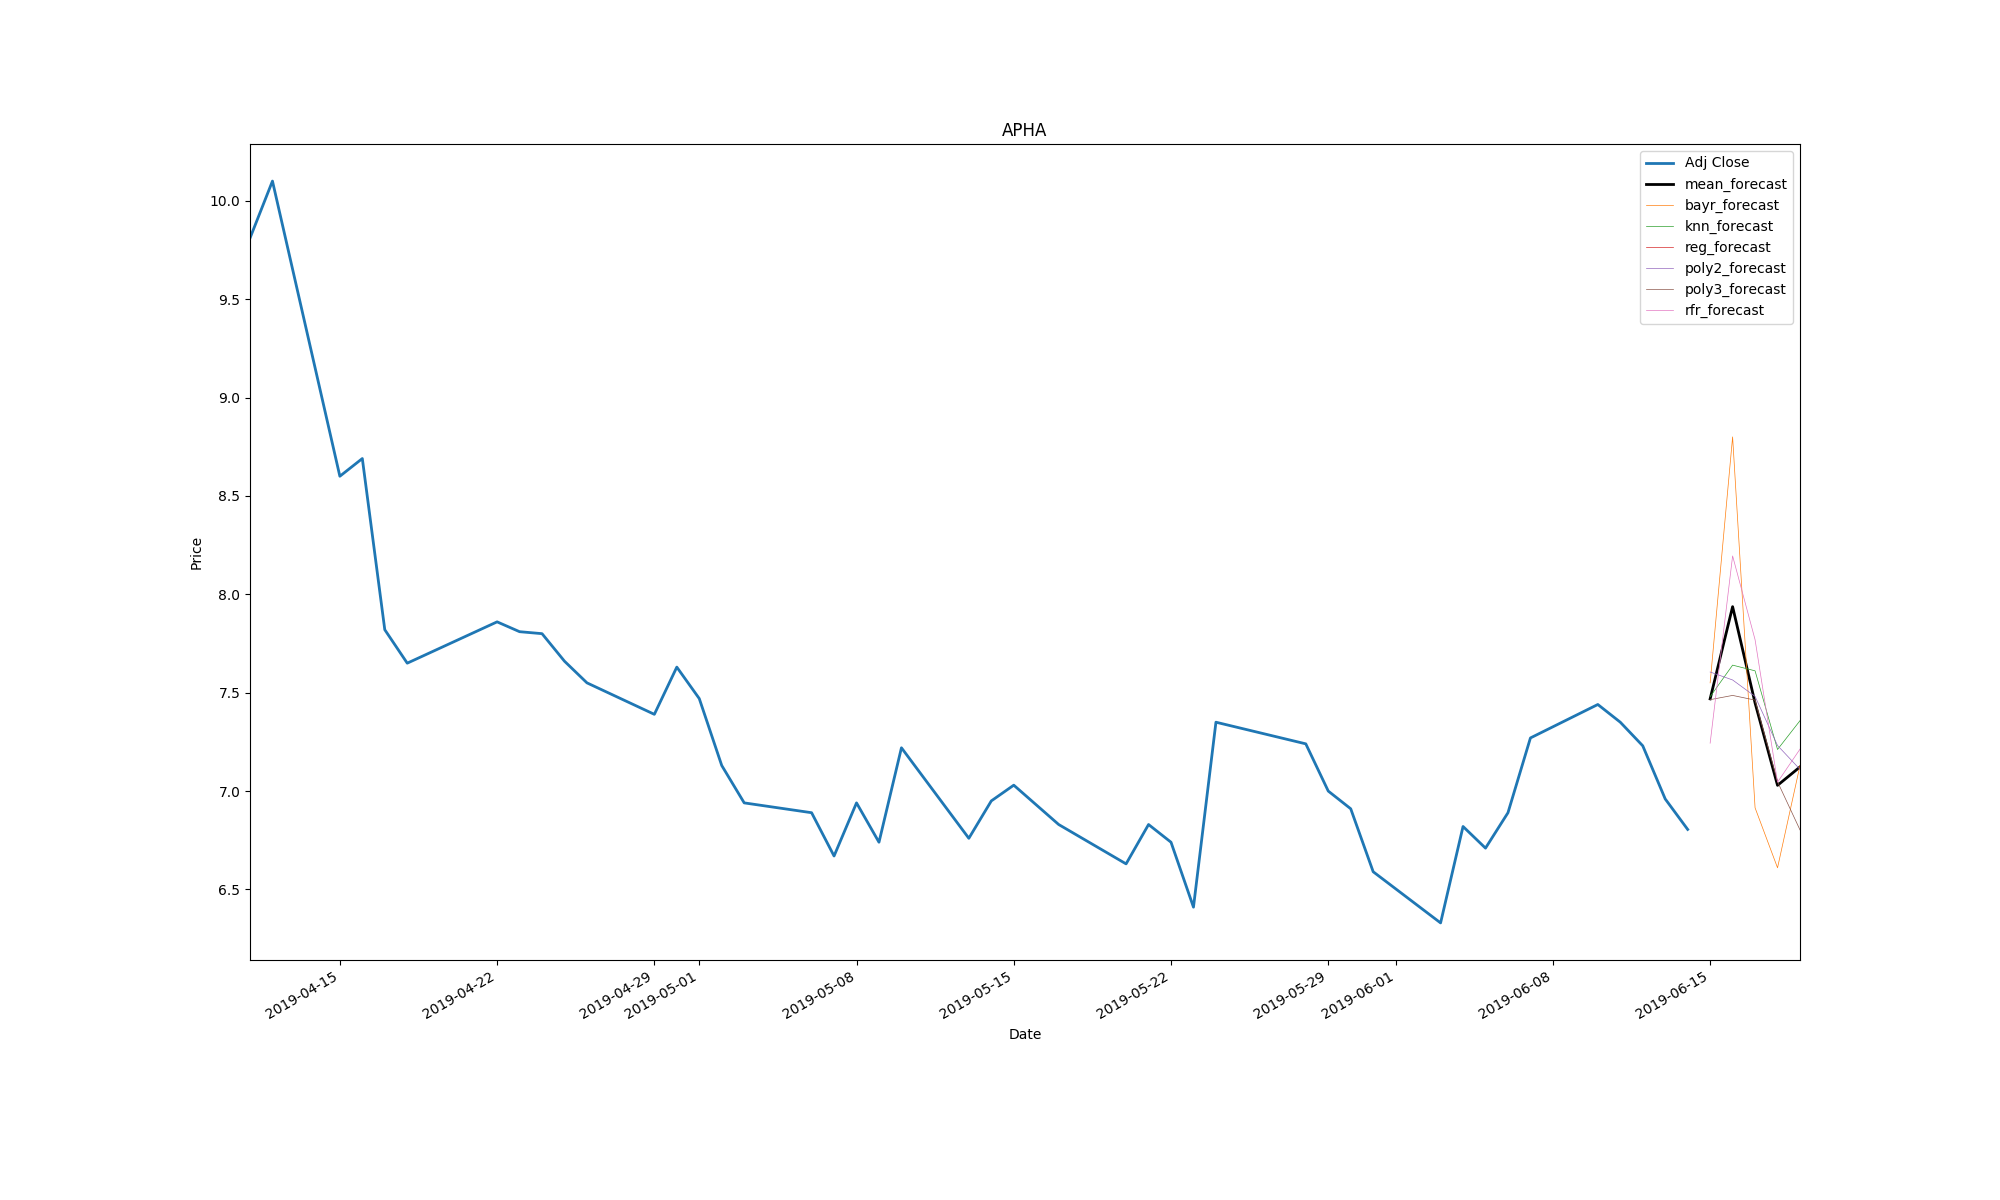 APHA
Adj Close
mean_forecast
bayr_forecast
knn_forecast
reg_forecast
poly2_forecast
poly3_forecast
rfr_forecast
Price
10.0
9.5
9.0
8.5
8.0
7.5
7.0
6.5
2019-04-15
2019-04-22
2019-04-29
2019-05-01
2019-05-08
2019-05-15
2019-05-22
2019-05-29
2019-06-01
2019-06-08
2019-06-15
Date